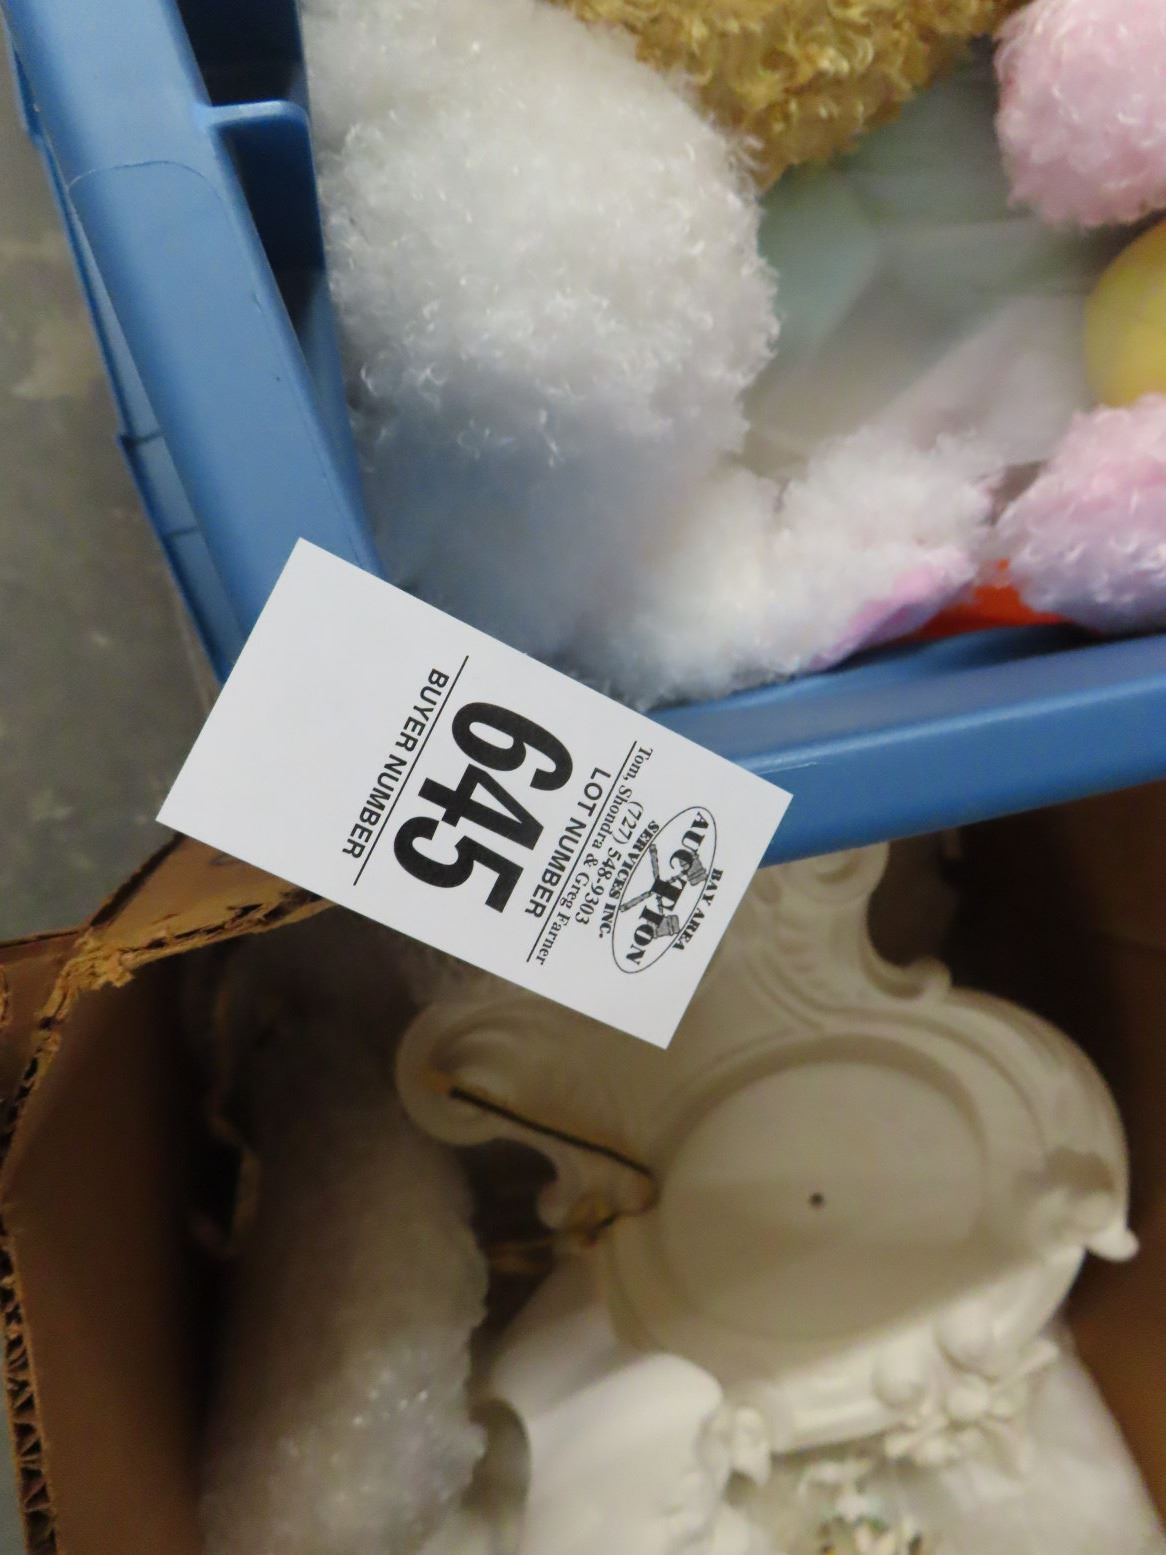 BAY AREA
AUCTION
SERVICES INC.
(727) 548-9303
Tom, Shondra & Greg Farner
LOT NUMBER
645
BUYER NUMBER